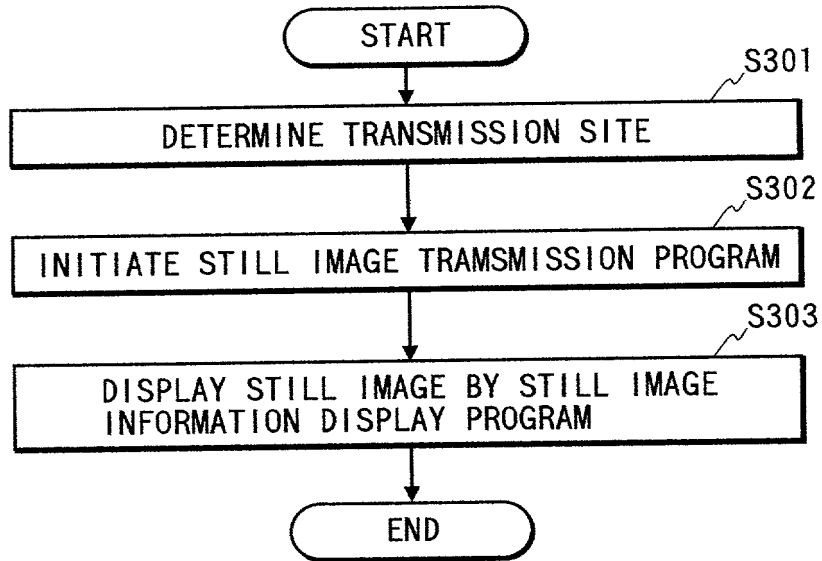 START
S301
DETERMINE TRANSMISSION SITE
S302
INITIATE STILL IMAGE TRAMSMISSION PROGRAM
S303
DISPLAY STILL IMAGE BY STILL IMAGE
INFORMATION DISPLAY PROGRAM
END